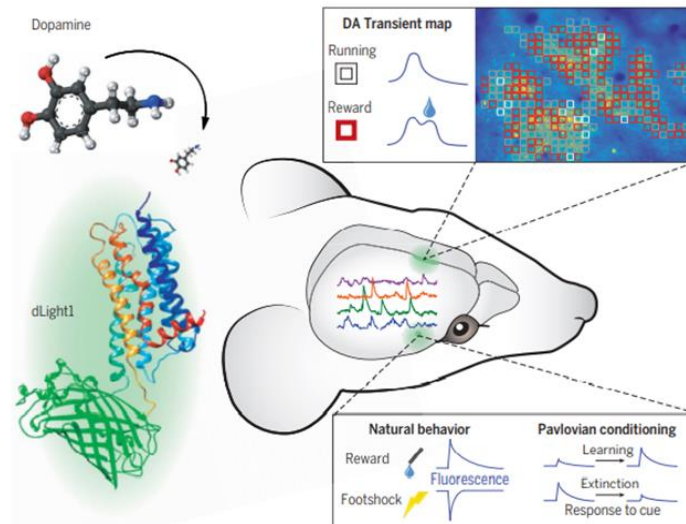 Dopamine
dLight1
DA Transient map
Running
Reward
Natural behavior
Reward
Fluorescence
Footshock
Pavlovian conditioning
Learning
Extinction
Response to cue